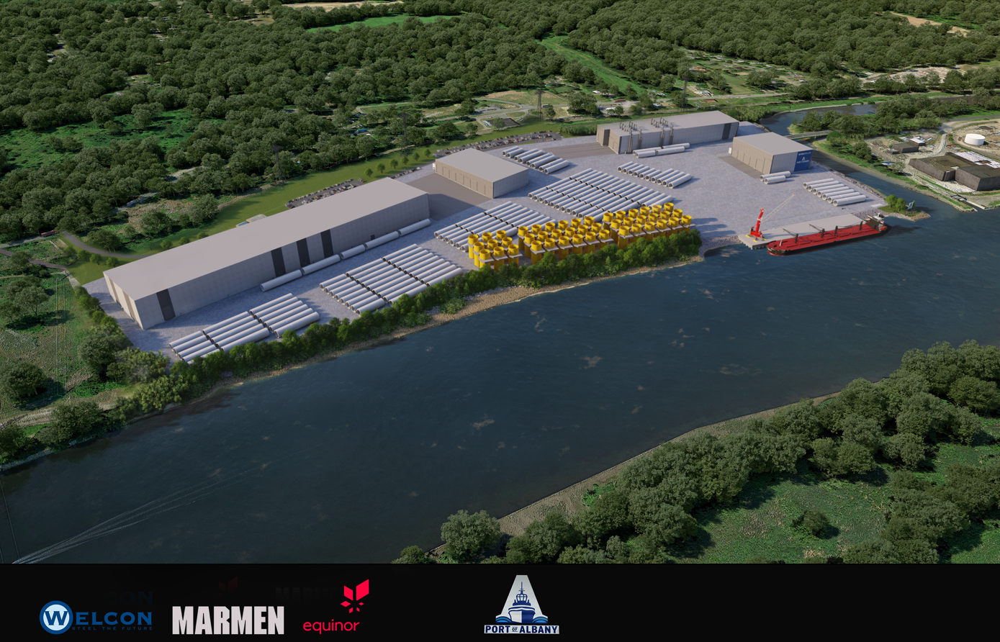 WELCON
STEEL THE FUTURE
MARMEN
equinor
PORT OF ALBANY